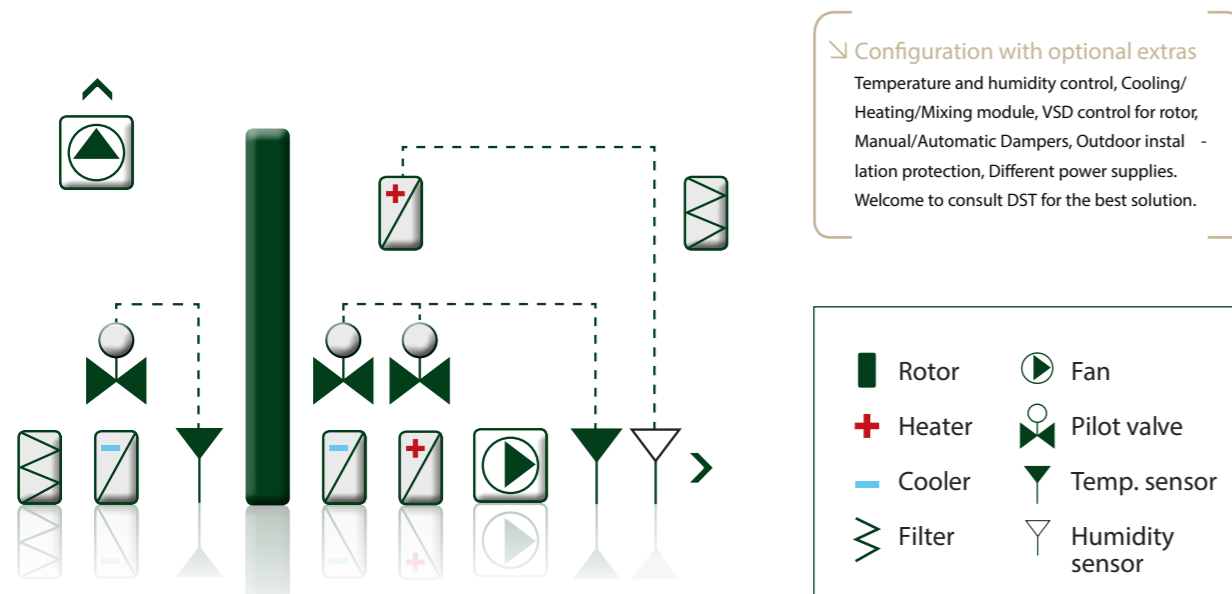 Configuration with optional extras
Temperature and humidity control, Cooling/
Heating/Mixing module, VSD control for rotor,
Manual/Automatic Dampers, Outdoor instal -
lation protection, Different power supplies.
Welcome to consult DST for the best solution.
Rotor
Fan
Heater
Pilot valve
Cooler
Temp. sensor
Filter
Humidity
sensor